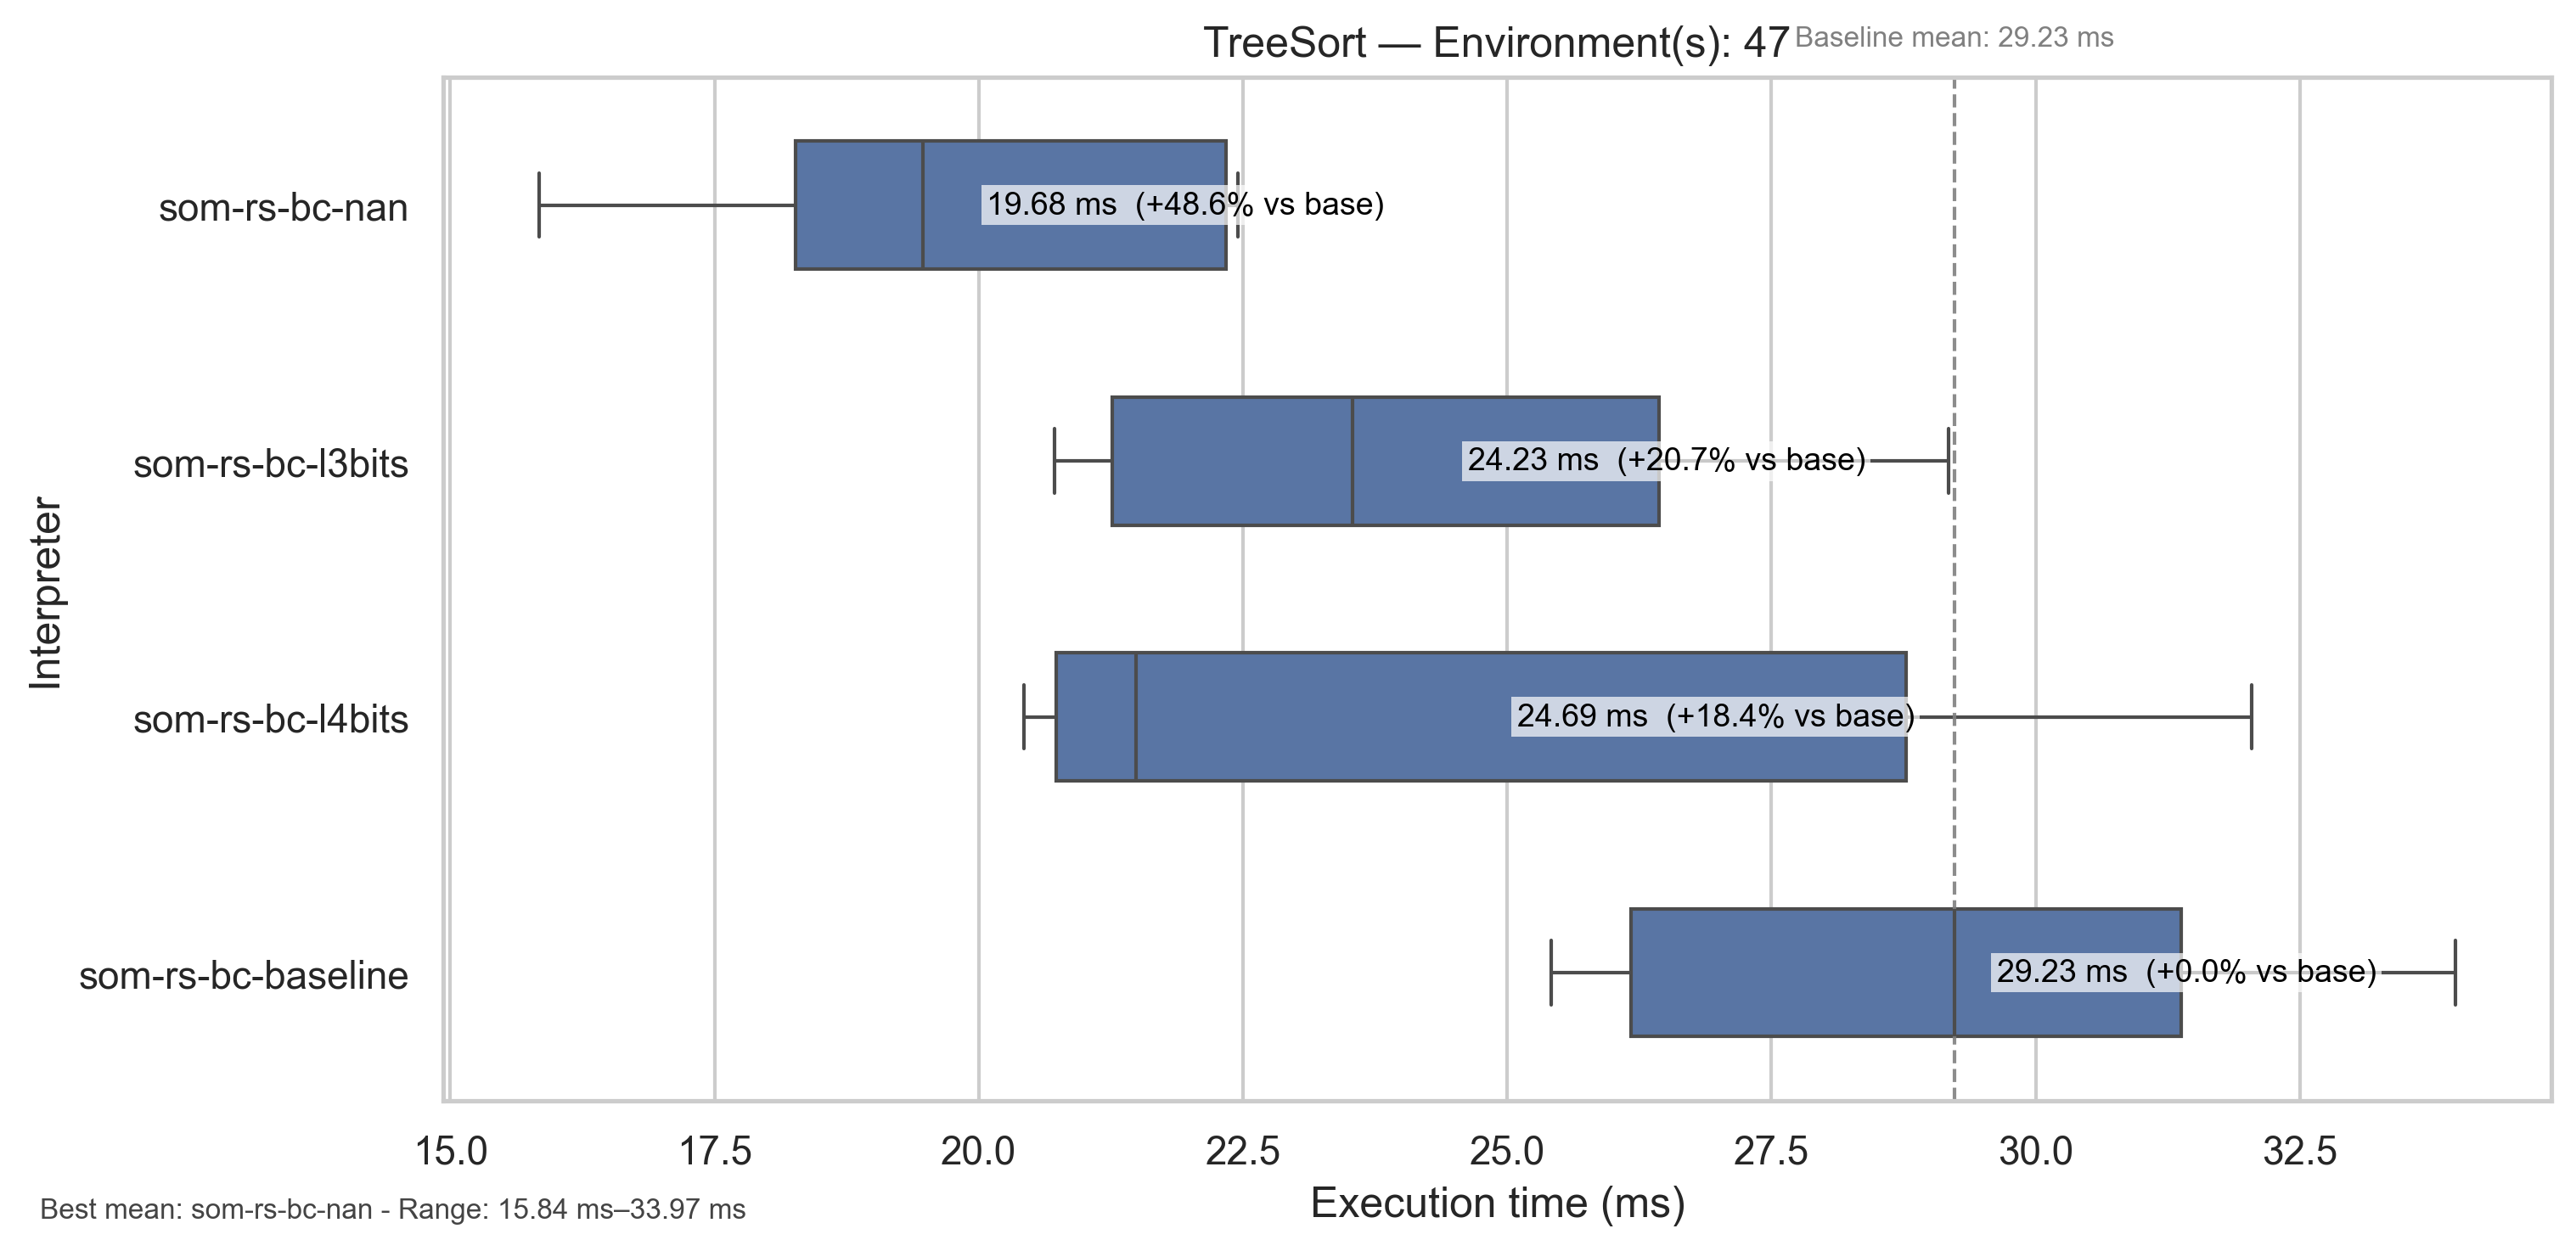 TreeSort — Environment(s): 47
Baseline mean: 29.23 ms
Interpreter
som-rs-bc-nan
19.68 ms (+48.6% vs base)
som-rs-bc-l3bits
24.23 ms (+20.7% vs base)
som-rs-bc-l4bits
24.69 ms (+18.4% vs base)
som-rs-bc-baseline
29.23 ms (+0.0% vs base)
15.0 17.5 20.0 22.5 25.0 27.5 30.0 32.5
Execution time (ms)
Best mean: som-rs-bc-nan - Range: 15.84 ms–33.97 ms